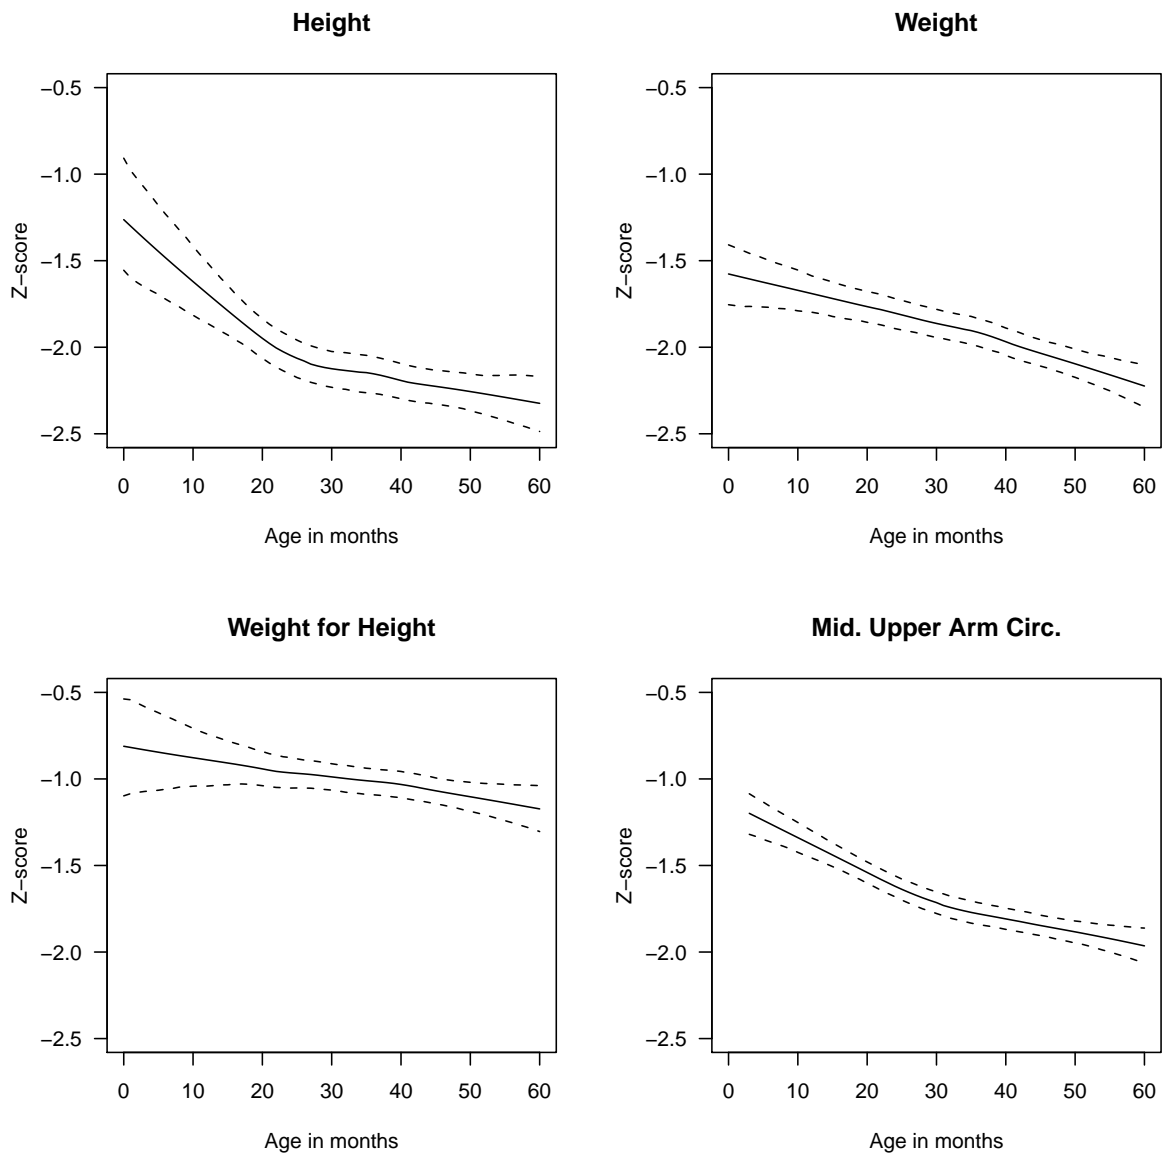 Height
Z−score
−0.5
−1.0
−1.5
−2.0
−2.5
0 10 20 30 40 50 60
Age in months
Weight
Z−score
−0.5
−1.0
−1.5
−2.0
−2.5
0 10 20 30 40 50 60
Age in months
Weight for Height
Z−score
−0.5
−1.0
−1.5
−2.0
−2.5
0 10 20 30 40 50 60
Age in months
Mid. Upper Arm Circ.
Z−score
−0.5
−1.0
−1.5
−2.0
−2.5
0 10 20 30 40 50 60
Age in months